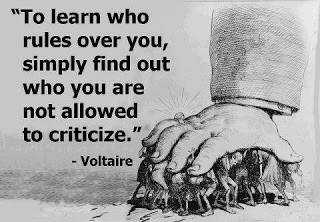 “To learn who
rules over you,
simply find out
who you are
not allowed
to criticize.”
- Voltaire